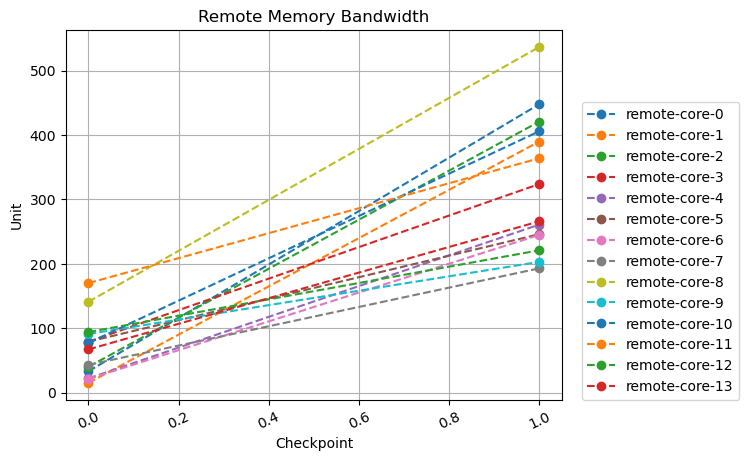 Remote Memory Bandwidth
Unit
500
400
300
200
100
0
0.0
0.2
0.4
0.6
0.8
1.0
Checkpoint
remote-core-0
remote-core-1
remote-core-2
remote-core-3
remote-core-4
remote-core-5
remote-core-6
remote-core-7
remote-core-8
remote-core-9
remote-core-10
remote-core-11
remote-core-12
remote-core-13